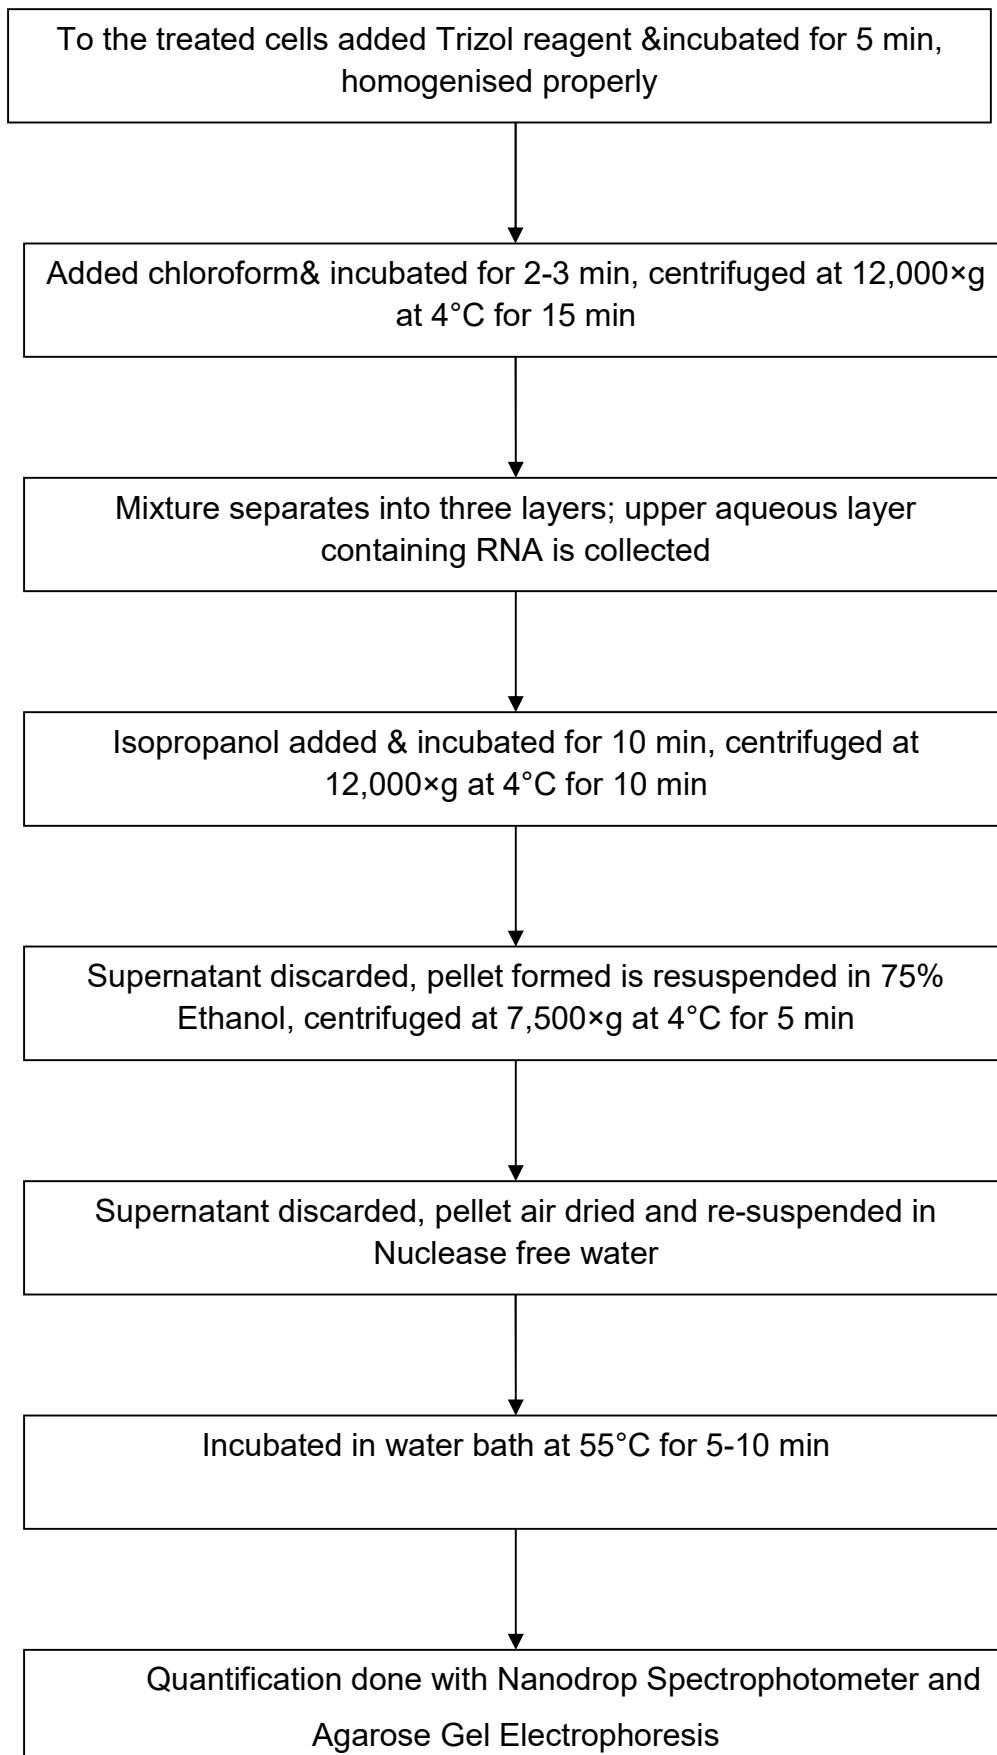 To the treated cells added Trizol reagent &incubated for 5 min,
homogenised properly
Added chloroform& incubated for 2-3 min, centrifuged at 12,000×g
at 4°C for 15 min
Mixture separates into three layers; upper aqueous layer
containing RNA is collected
Isopropanol added & incubated for 10 min, centrifuged at
12,000×g at 4°C for 10 min
Supernatant discarded, pellet formed is resuspended in 75%
Ethanol, centrifuged at 7,500×g at 4°C for 5 min
Supernatant discarded, pellet air dried and re-suspended in
Nuclease free water
Incubated in water bath at 55°C for 5-10 min
Quantification done with Nanodrop Spectrophotometer and
Agarose Gel Electrophoresis